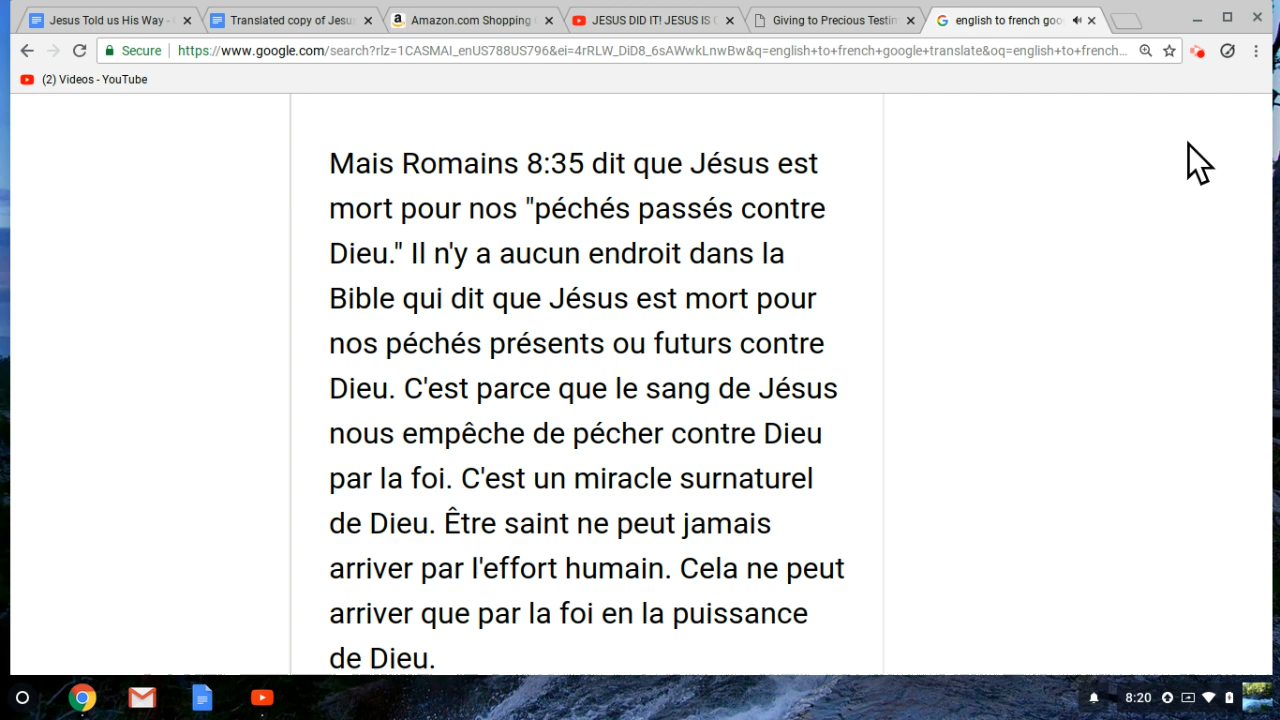 Jesus Told us His Way -
Translated copy of Jesu
Amazon.com Shopping
JESUS DID IT! JESUS IS
Giving to Precious Testin
english to french goo
Secure
https://www.google.com/search?rlz=1CASMAI_enUS788US796&ei=4rRLW_DiD8_6sAWwkLnwBw&q=english+to+french+google+translate&oq=english+to+french...
(2) Videos - YouTube
Mais Romains 8:35 dit que Jésus est
mort pour nos "péchés passés contre
Dieu." Il n'y a aucun endroit dans la
Bible qui dit que Jésus est mort pour
nos péchés présents ou futurs contre
Dieu. C'est parce que le sang de Jésus
nous empêche de pécher contre Dieu
par la foi. C'est un miracle surnaturel
de Dieu. Être saint ne peut jamais
arriver par l'effort humain. Cela ne peut
arriver que par la foi en la puissance
de Dieu.
8:20